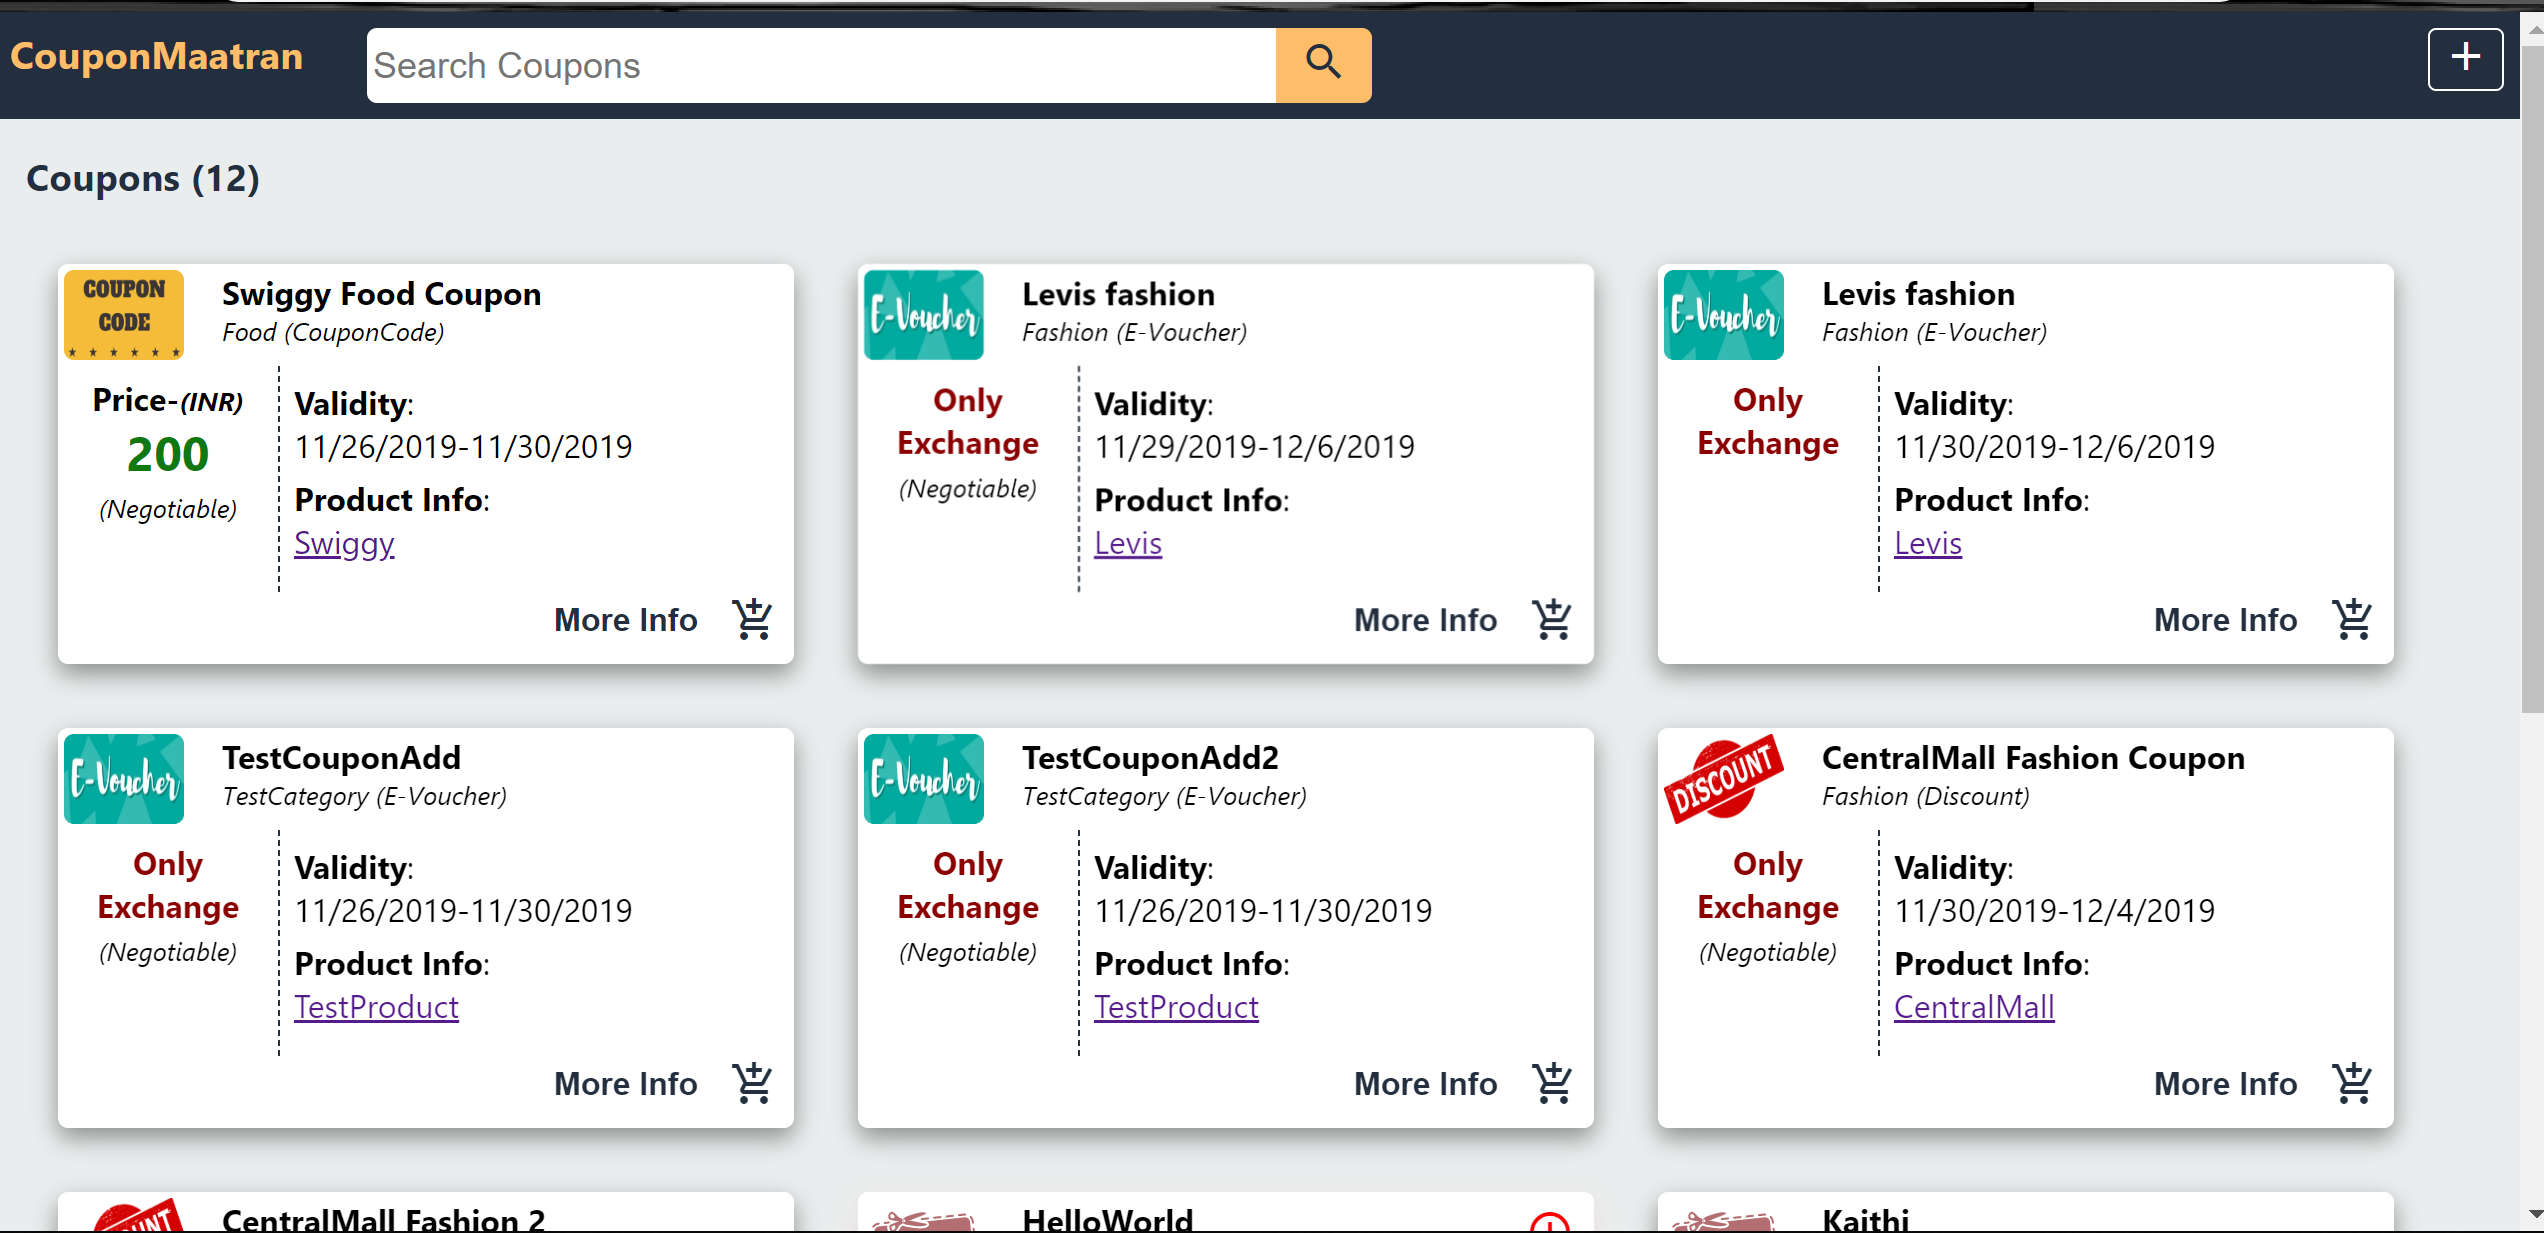 CouponMaatran
Search Coupons
+
Coupons (12)
COUPON
CODE
Swiggy Food Coupon
Food (CouponCode)
Price-(INR)
200
(Negotiable)
Validity:
11/26/2019-11/30/2019
Product Info:
Swiggy
More Info
E-Voucher
Levis fashion
Fashion (E-Voucher)
Only
Exchange
(Negotiable)
Validity:
11/29/2019-12/6/2019
Product Info:
Levis
More Info
E-Voucher
Levis fashion
Fashion (E-Voucher)
Only
Exchange
Validity:
11/30/2019-12/6/2019
Product Info:
Levis
More Info
E-Voucher
TestCouponAdd
TestCategory (E-Voucher)
Only
Exchange
(Negotiable)
Validity:
11/26/2019-11/30/2019
Product Info:
TestProduct
More Info
E-Voucher
TestCouponAdd2
TestCategory (E-Voucher)
Only
Exchange
(Negotiable)
Validity:
11/26/2019-11/30/2019
Product Info:
TestProduct
More Info
DISCOUNT
CentralMall Fashion Coupon
Fashion (Discount)
Only
Exchange
(Negotiable)
Validity:
11/30/2019-12/4/2019
Product Info:
CentralMall
More Info
CentralMall Fashion 2
HelloWorld
Kaithi